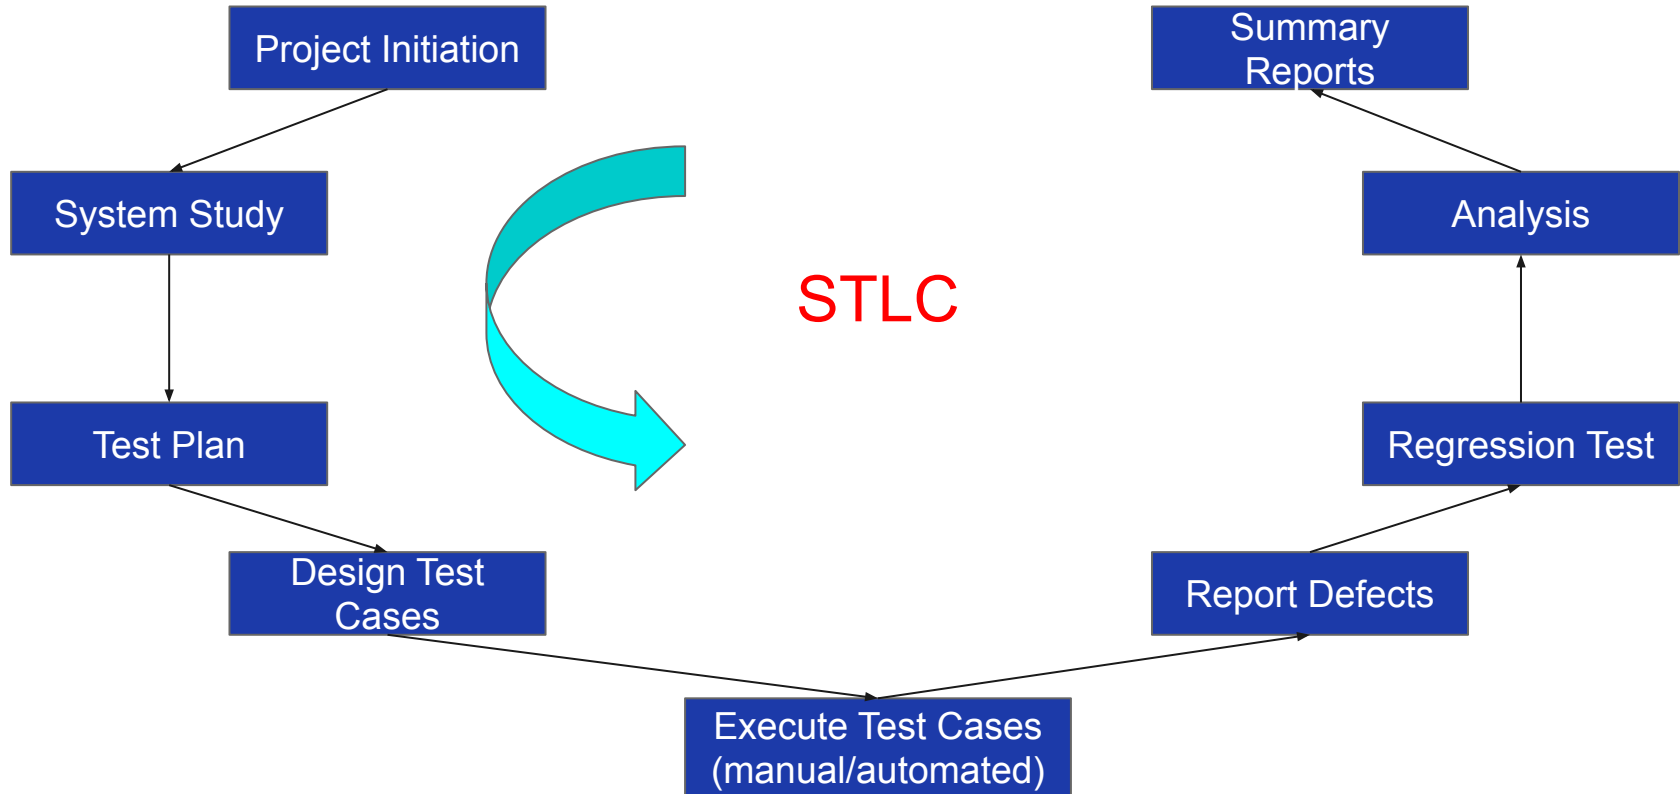 Project Initiation
Summary
Reports
System Study
Analysis
STLC
Test Plan
Regression Test
Design Test
Cases
Report Defects
Execute Test Cases
(manual/automated)